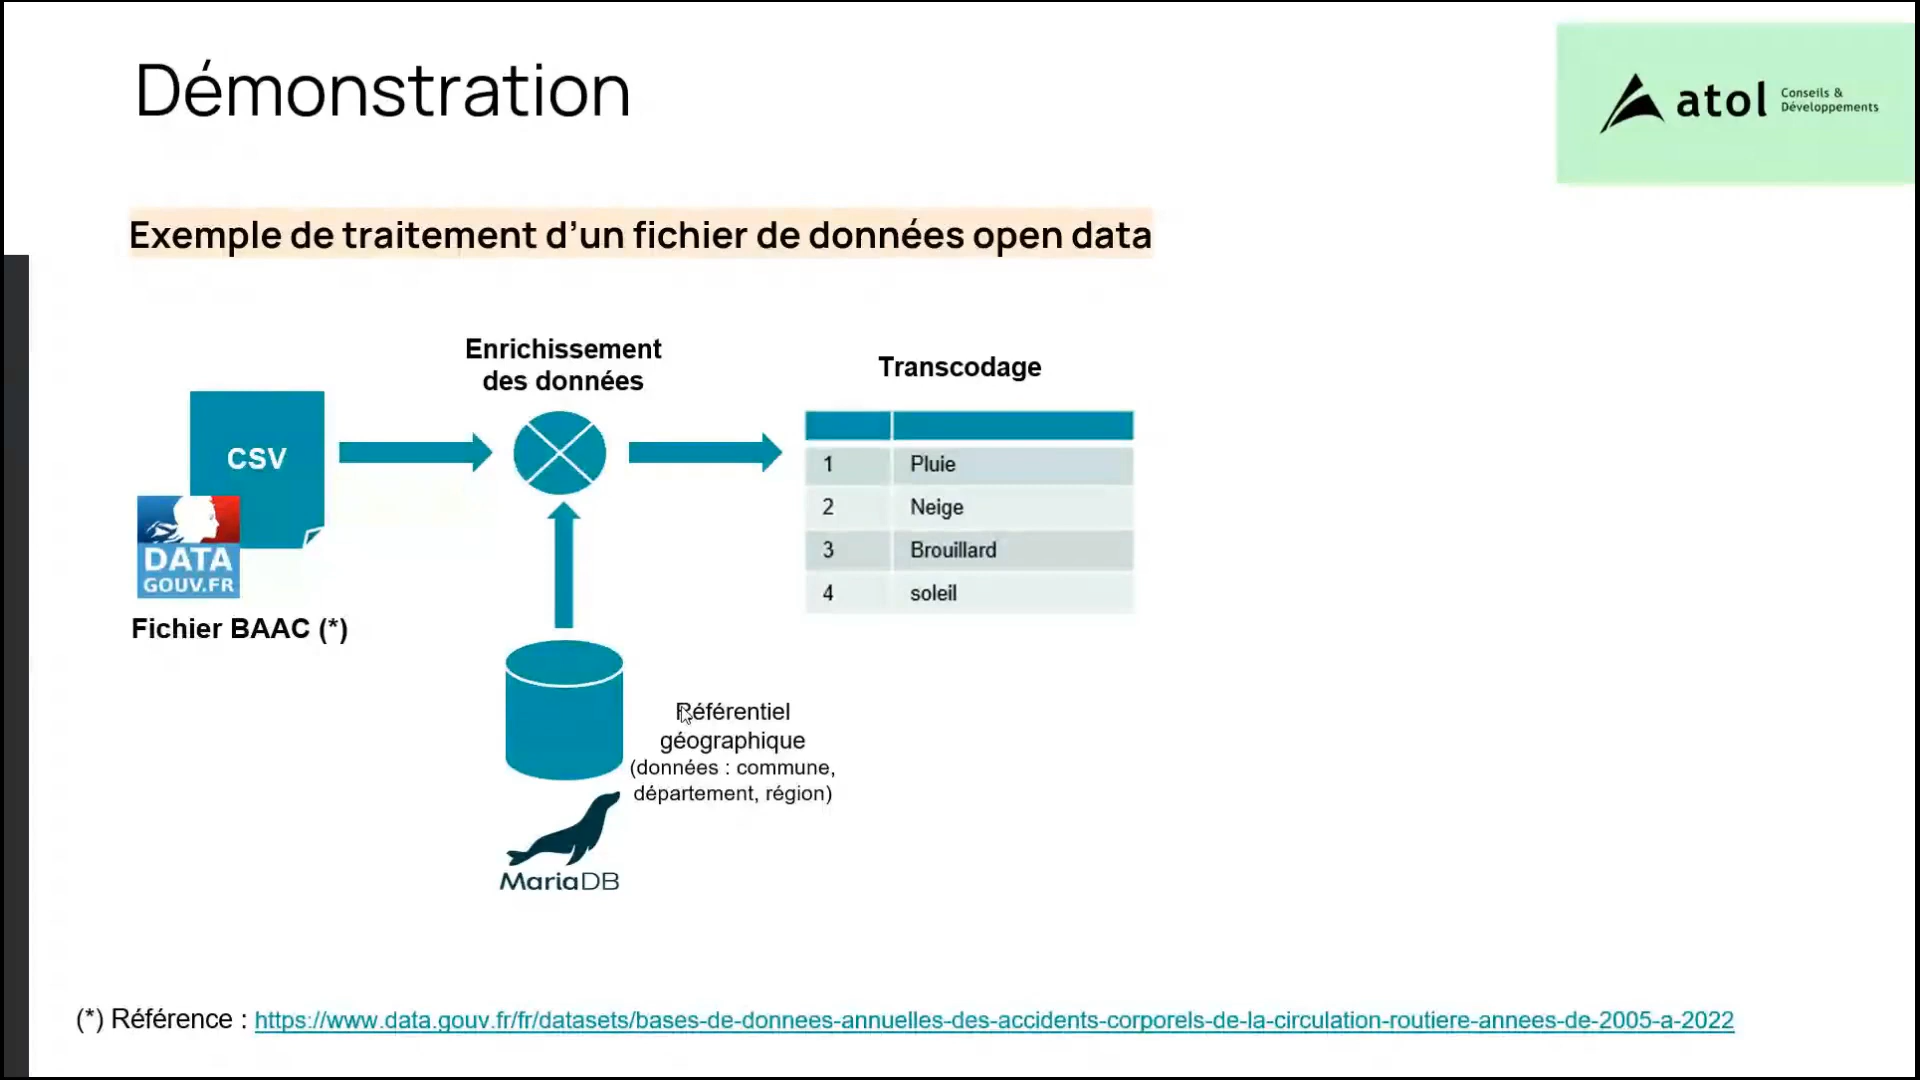 Démonstration
atol Conseils &
Développements
Exemple de traitement d’un fichier de données open data
Enrichissement
des données
Transcodage
CSV
1 Pluie
2 Neige
3 Brouillard
4 soleil
DATA
GOUV.FR
Fichier BAAC (*)
Référentiel
géographique
(données : commune,
département, région)
MariaDB
(*) Référence : https://www.data.gouv.fr/fr/datasets/bases-de-donnees-annuelles-des-accidents-corporels-de-la-circulation-routiere-annees-de-2005-a-2022